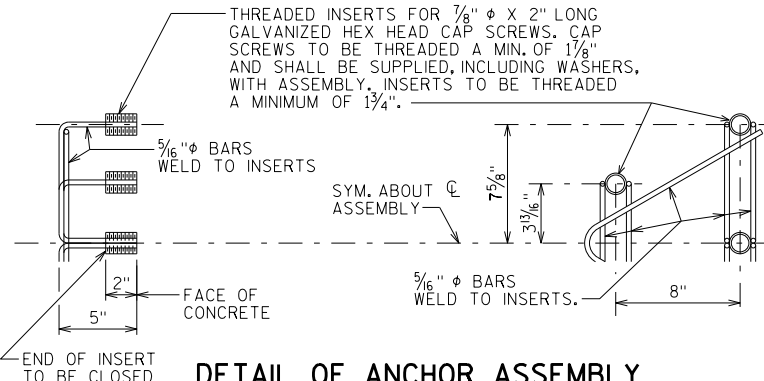 THREADED INSERTS FOR 7/8" φ X 2" LONG
GALVANIZED HEX HEAD CAP SCREWS. CAP
SCREWS TO BE THREADED A MIN. OF 1 7/8"
AND SHALL BE SUPPLIED, INCLUDING WASHERS,
WITH ASSEMBLY. INSERTS TO BE THREADED
A MINIMUM OF 1 3/4".
5/16" φ BARS
WELD TO INSERTS
SYM. ABOUT ℄
ASSEMBLY
7 5/8"
3 13/16"
5/16" φ BARS
WELD TO INSERTS.
8"
2"
5"
FACE OF
CONCRETE
END OF INSERT
TO BE CLOSED
DETAIL OF ANCHOR ASSEMBLY